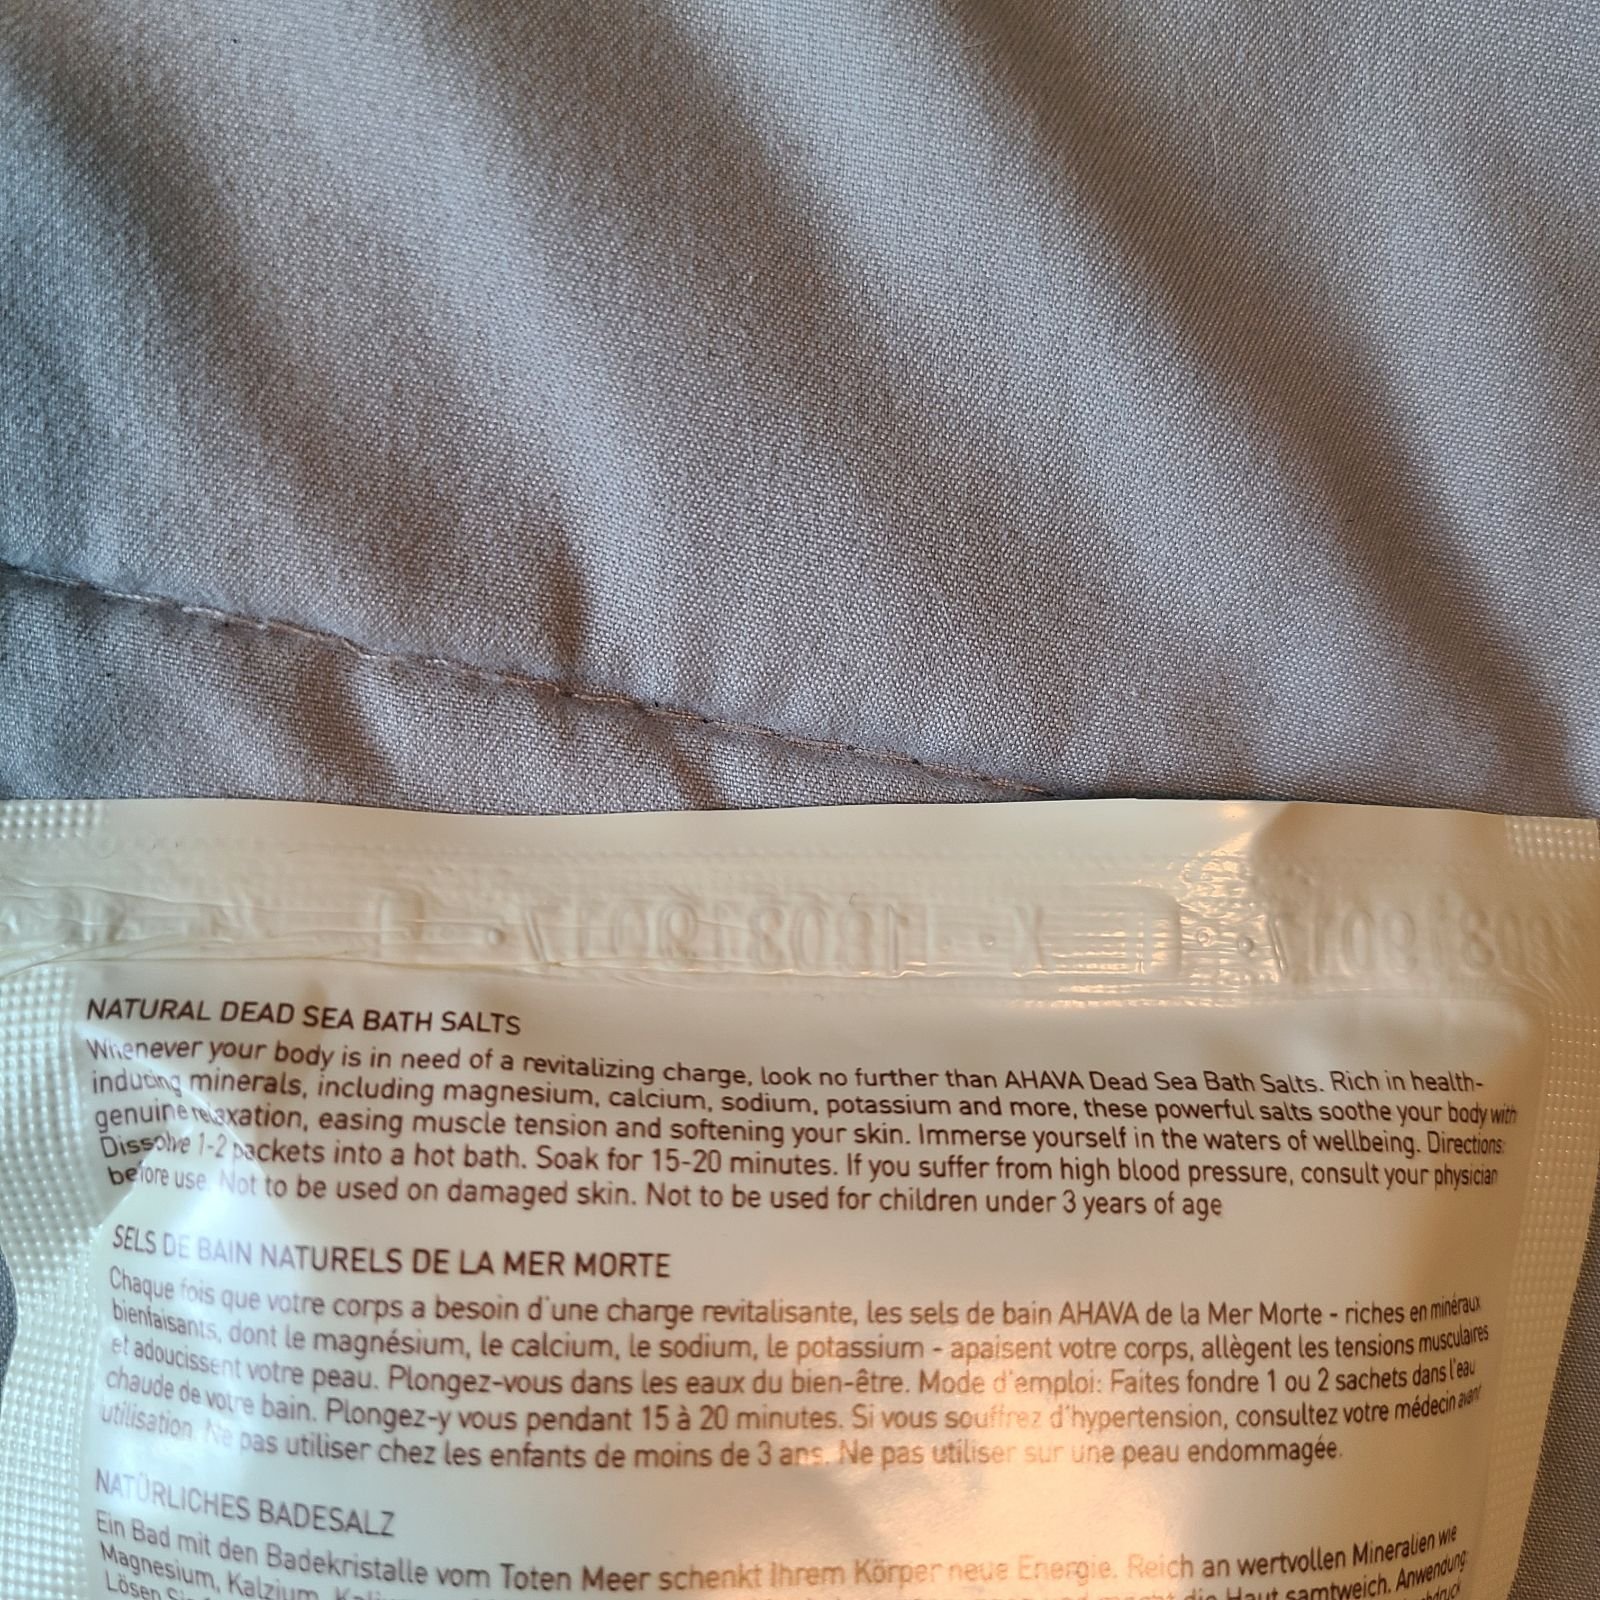 NATURAL DEAD SEA BATH SALTS
Whenever your body is in need of a revitalizing charge, look no further than AHAVA Dead Sea Bath Salts. Rich in health-
inducing minerals, including magnesium, calcium, sodium, potassium and more, these powerful salts soothe your body with
genuine relaxation, easing muscle tension and softening your skin. Immerse yourself in the waters of wellbeing. Directions:
Dissolve 1-2 packets into a hot bath. Soak for 15-20 minutes. If you suffer from high blood pressure, consult your physician
before use. Not to be used on damaged skin. Not to be used for children under 3 years of age
SELS DE BAIN NATURELS DE LA MER MORTE
Chaque fois que votre corps a besoin d'une charge revitalisante, les sels de bain AHAVA de la Mer Morte - riches en minéraux
bienfaisants, dont le magnésium, le calcium, le sodium, le potassium - apaisent votre corps, allègent les tensions musculaires
et adoucissent votre peau. Plongez-vous dans les eaux du bien-être. Mode d'emploi: Faites fondre 1 ou 2 sachets dans l'eau
chaude de votre bain. Plongez-y vous pendant 15 à 20 minutes. Si vous souffrez d'hypertension, consultez votre médecin avant
utilisation. Ne pas utiliser chez les enfants de moins de 3 ans. Ne pas utiliser sur une peau endommagée.
NATÜRLICHES BADESALZ
Ein Bad mit den Badekristalle vom Toten Meer schenkt Ihrem Körper neue Energie. Reich an wertvollen Mineralien wie
Magnesium, Kalzium, die Haut samtweich. Anwendung:
Lösen